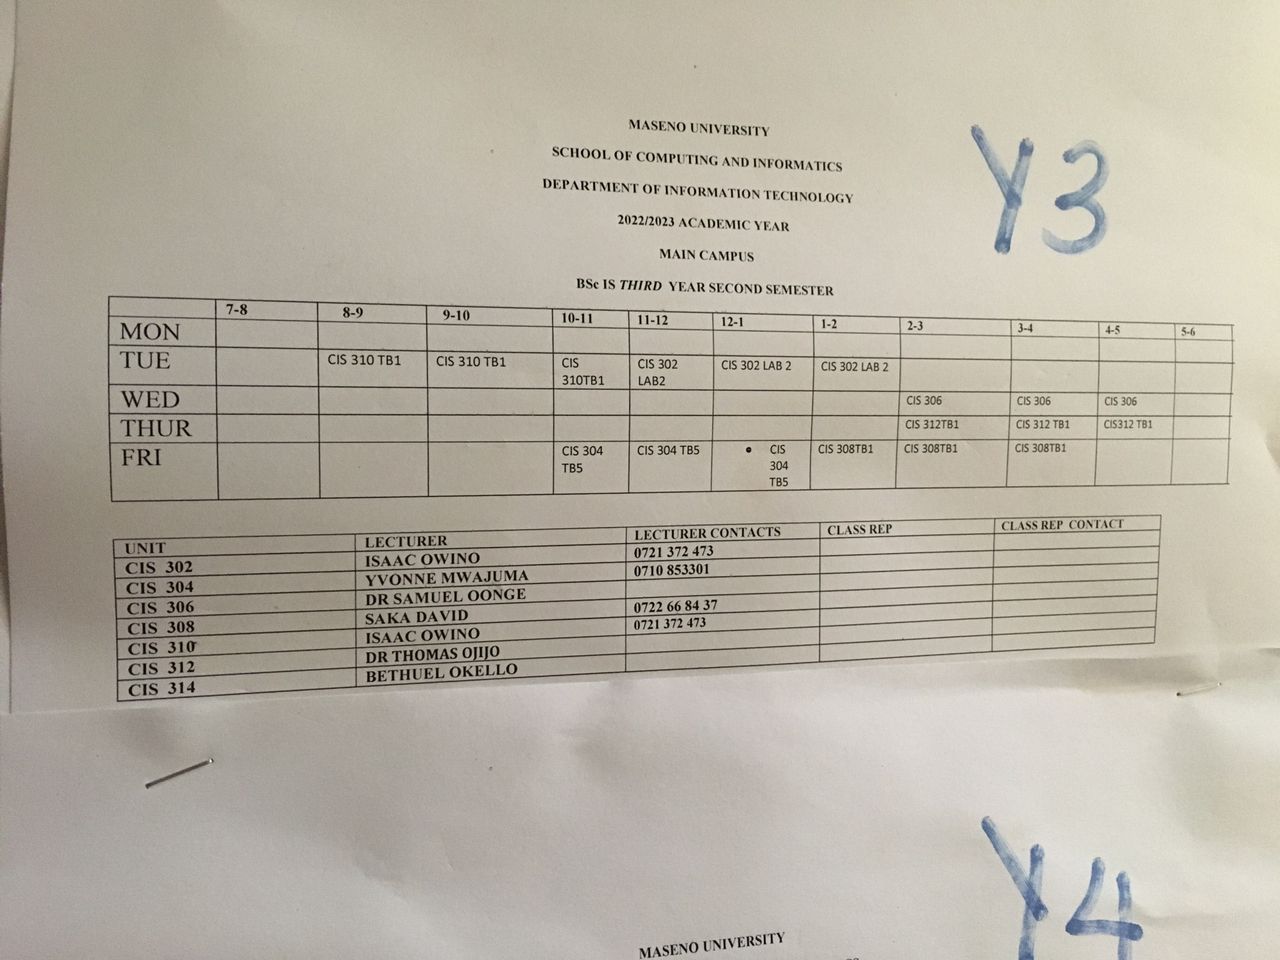 Y3
MASENO UNIVERSITY
SCHOOL OF COMPUTING AND INFORMATICS
DEPARTMENT OF INFORMATION TECHNOLOGY
2022/2023 ACADEMIC YEAR
MAIN CAMPUS
BSc IS THIRD YEAR SECOND SEMESTER
7-8 8-9 9-10 10-11 11-12 12-1 1-2 2-3 3-4 4-5 5-6
MON
TUE CIS 310 TB1 CIS 310 TB1 CIS 310TB1 CIS 302 LAB2 CIS 302 LAB 2 CIS 302 LAB 2
WED CIS 306 CIS 306 CIS 306
THUR CIS 312TB1 CIS 312 TB1 CIS312 TB1
FRI CIS 304 TB5 CIS 304 TB5 • CIS 304 TB5 CIS 308TB1 CIS 308TB1 CIS 308TB1
UNIT LECTURER LECTURER CONTACTS CLASS REP CLASS REP CONTACT
CIS 302 ISAAC OWINO 0721 372 473
CIS 304 YVONNE MWAJUMA 0710 853301
CIS 306 DR SAMUEL OONGE
CIS 308 SAKA DAVID 0722 66 84 37
CIS 310 ISAAC OWINO 0721 372 473
CIS 312 DR THOMAS OJIJO
CIS 314 BETHUEL OKELLO
Y4
MASENO UNIVERSITY